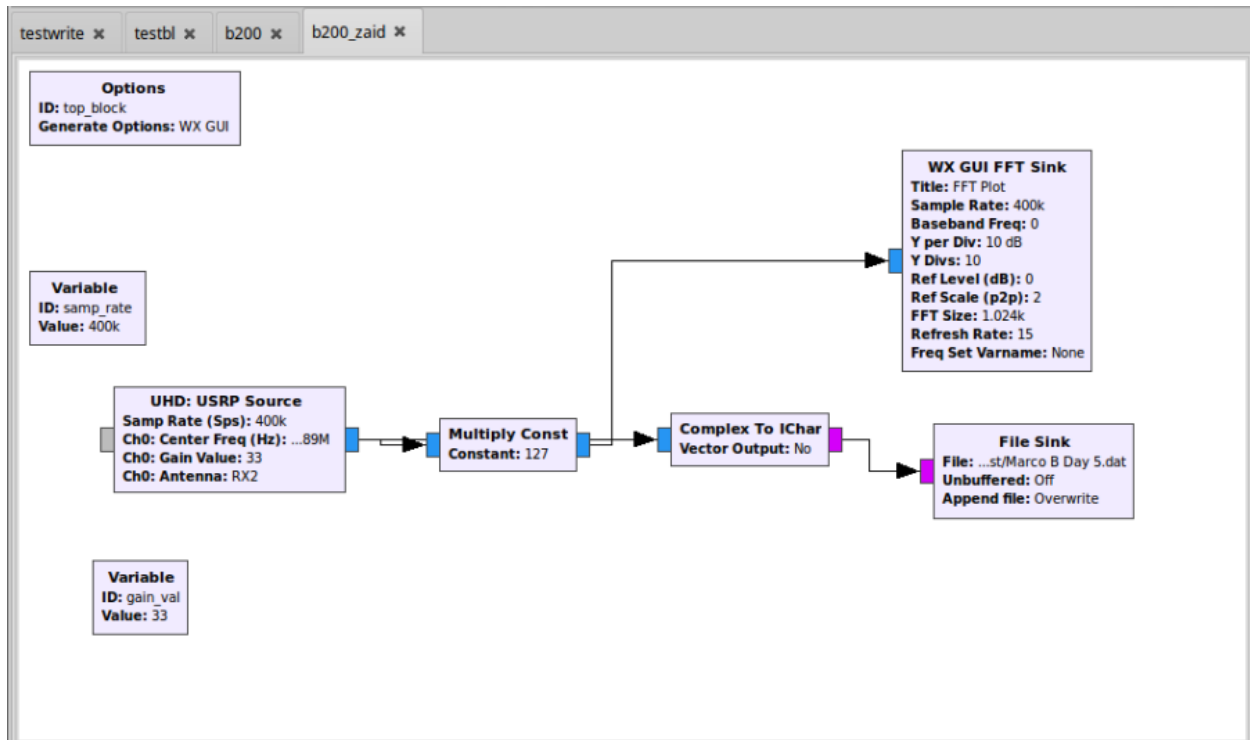 testwrite
testbl
b200
b200_zaid
Options
ID: top_block
Generate Options: WX GUI
WX GUI FFT Sink
Title: FFT Plot
Sample Rate: 400k
Baseband Freq: 0
Y per Div: 10 dB
Y Divs: 10
Ref Level (dB): 0
Ref Scale (p2p): 2
FFT Size: 1.024k
Refresh Rate: 15
Freq Set Varname: None
Variable
ID: samp_rate
Value: 400k
UHD: USRP Source
Samp Rate (Sps): 400k
Ch0: Center Freq (Hz): ...89M
Ch0: Gain Value: 33
Ch0: Antenna: RX2
Multiply Const
Constant: 127
Complex To IChar
Vector Output: No
File Sink
File: ...st/Marco B Day 5.dat
Unbuffered: Off
Append file: Overwrite
Variable
ID: gain_val
Value: 33